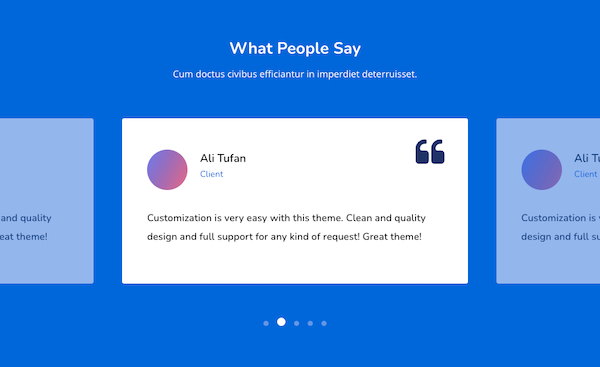 What People Say
Cum doctus civibus efficiantur in imperdiet deterruisset.
and quality
eat theme!
Ali Tufan
Client
Customization is very easy with this theme. Clean and quality
design and full support for any kind of request! Great theme!
Ali Tu
Client
Customization is
design and full su